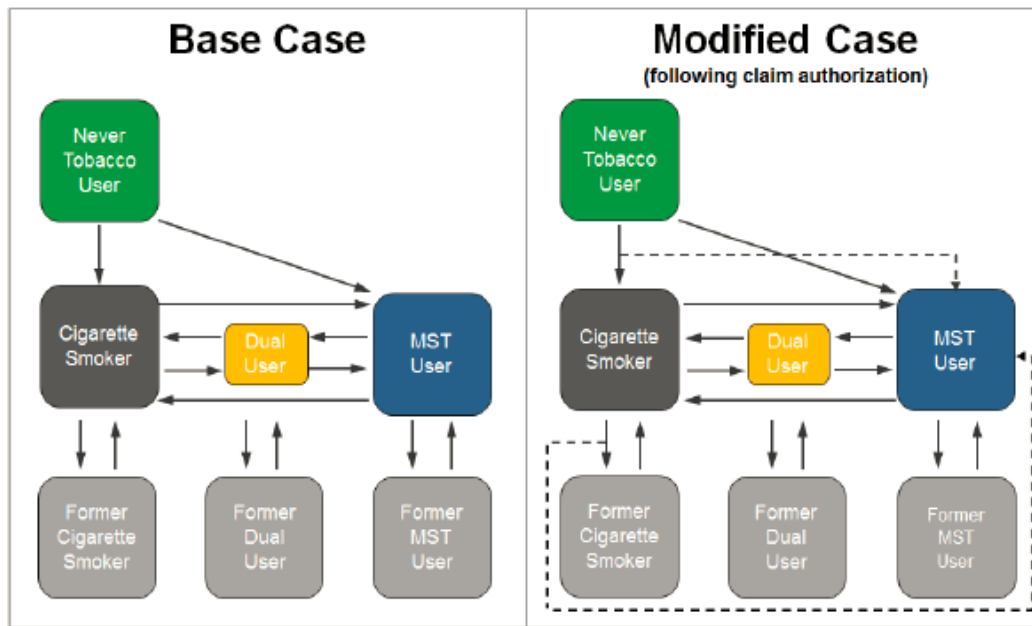 Base Case
Never
Tobacco
User
Cigarette
Smoker
Dual
User
MST
User
Former
Cigarette
Smoker
Former
Dual
User
Former
MST
User
Modified Case
(following claim authorization)
Never
Tobacco
User
Cigarette
Smoker
Dual
User
MST
User
Former
Cigarette
Smoker
Former
Dual
User
Former
MST
User